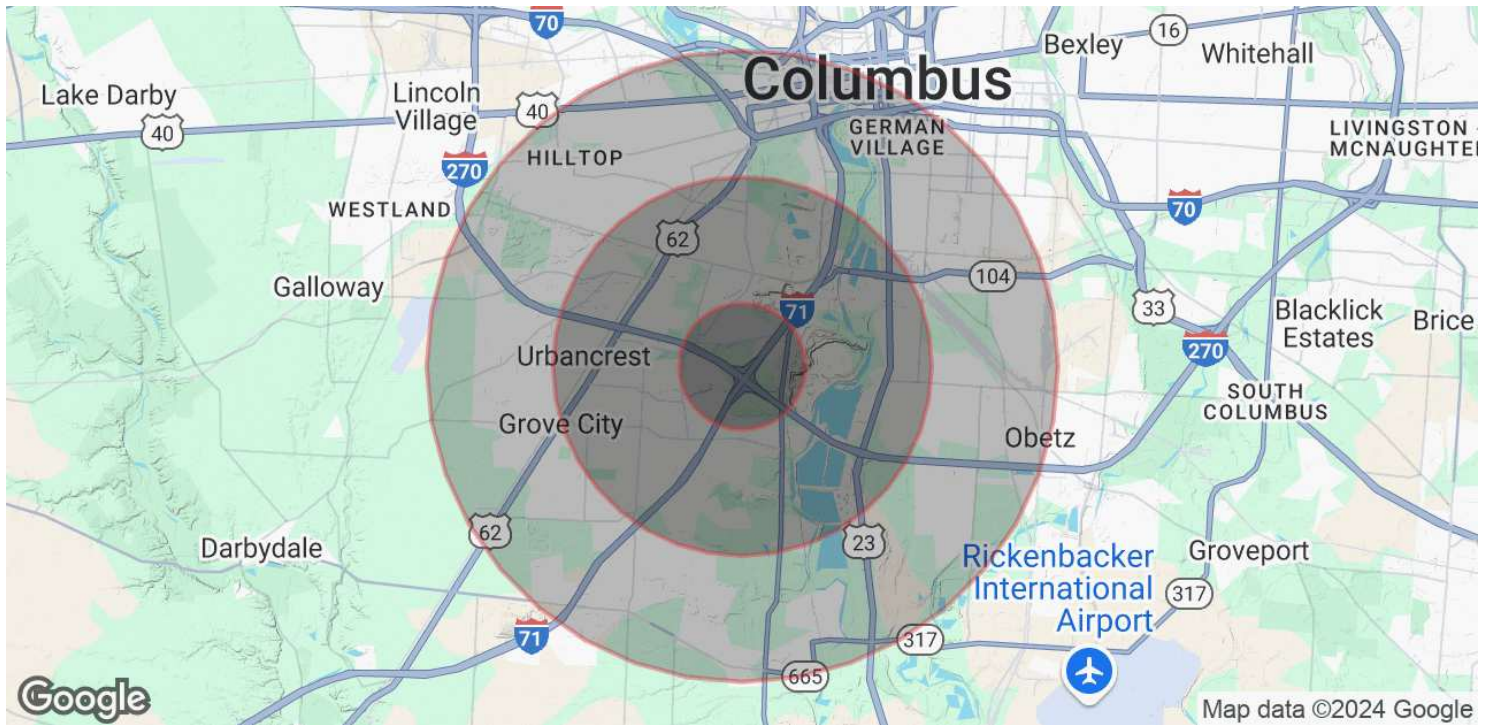 70
16
Bexley
Whitehall
Columbus
Lake Darby
40
Lincoln
Village
40
GERMAN
VILLAGE
LIVINGSTON -
MCNAUGHTE
HILLTOP
270
WESTLAND
70
62
Galloway
104
71
33
Blacklick
Estates
Brice
Urbancrest
270
SOUTH
COLUMBUS
Grove City
Obetz
62
23
Darbydale
Rickenbacker
International
Airport
Groveport
317
71
317
665
Google
Map data ©2024 Google